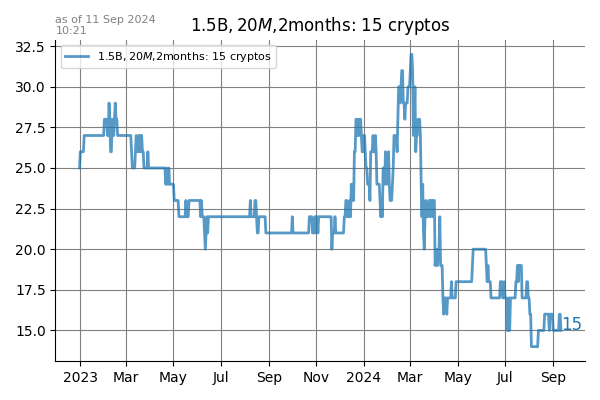 as of 11 Sep 2024
10:21
1.5B, 20M,2months: 15 cryptos
1.5B, 20M,2months: 15 cryptos
32.5
30.0
27.5
25.0
22.5
20.0
17.5
15.0
15
2023 Mar May Jul Sep Nov 2024 Mar May Jul Sep